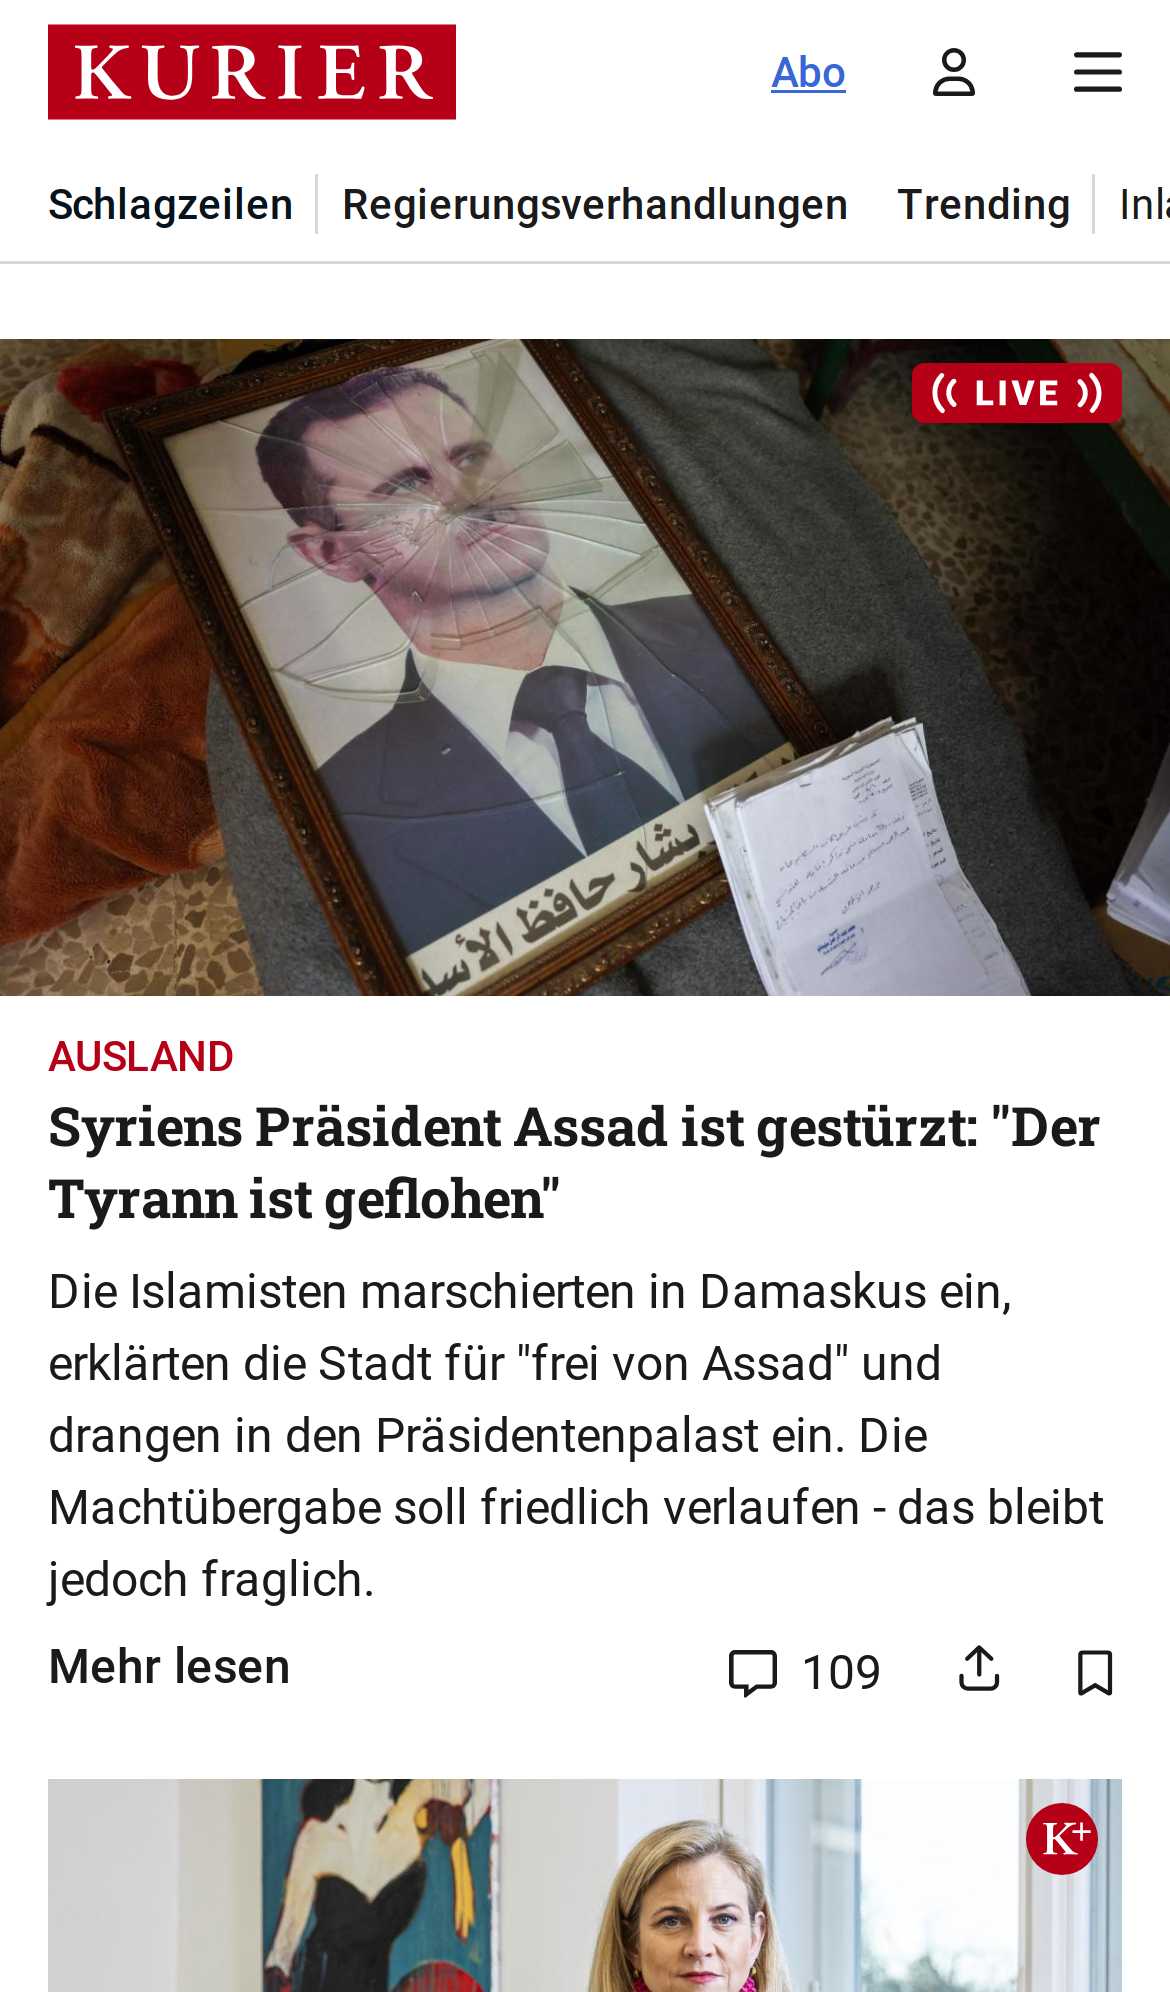 KURIER
Abo
Schlagzeilen
Regierungsverhandlungen
Trending
LIVE
بشار حافظ الأسد
AUSLAND
Syriens Präsident Assad ist gestürzt: "Der
Tyrann ist geflohen"
Die Islamisten marschierten in Damaskus ein,
erklärten die Stadt für "frei von Assad" und
drangen in den Präsidentenpalast ein. Die
Machtübergabe soll friedlich verlaufen - das bleibt
jedoch fraglich.
Mehr lesen
109
K+